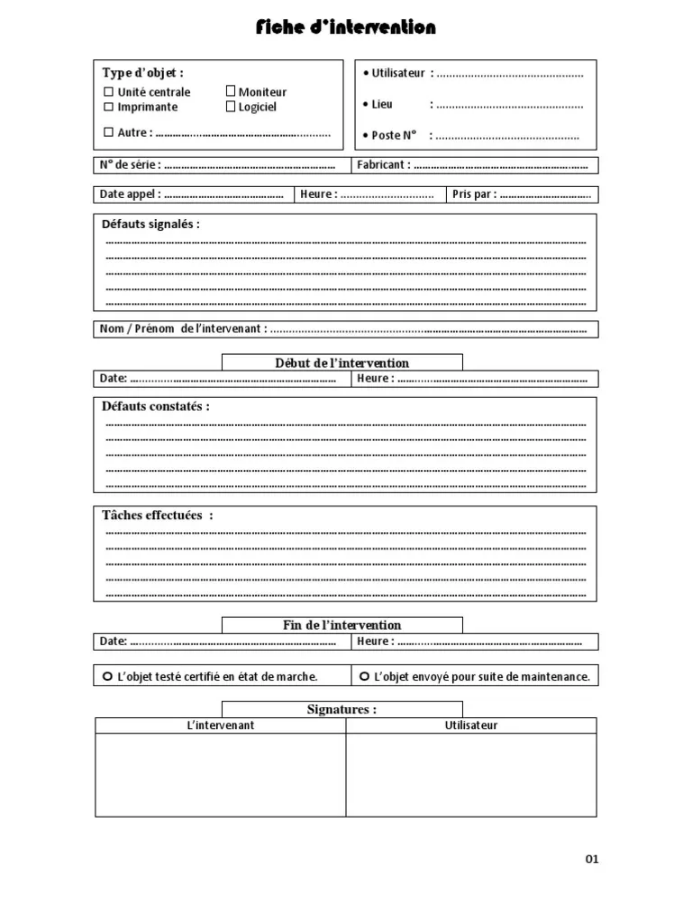 Fiche d'intervention
Type d'objet :
☐ Unité centrale ☐ Moniteur
☐ Imprimante ☐ Logiciel
☐ Autre : ............................................................
• Utilisateur : ................................................
• Lieu : ................................................
• Poste N° : ................................................
N° de série : ............................................................
Fabricant : ............................................................
Date appel : ..........................................
Heure : ..............................
Pris par : ................................
Défauts signalés :
Nom / Prénom de l'intervenant : ....................................................................................................
Début de l'intervention
Date: ........................................................................
Heure : ..................................................................
Défauts constatés :
Tâches effectuées :
Fin de l'intervention
Date: ........................................................................
Heure : ................................................................
O L'objet testé certifié en état de marche.
O L'objet envoyé pour suite de maintenance.
Signatures :
L'intervenant Utilisateur
01